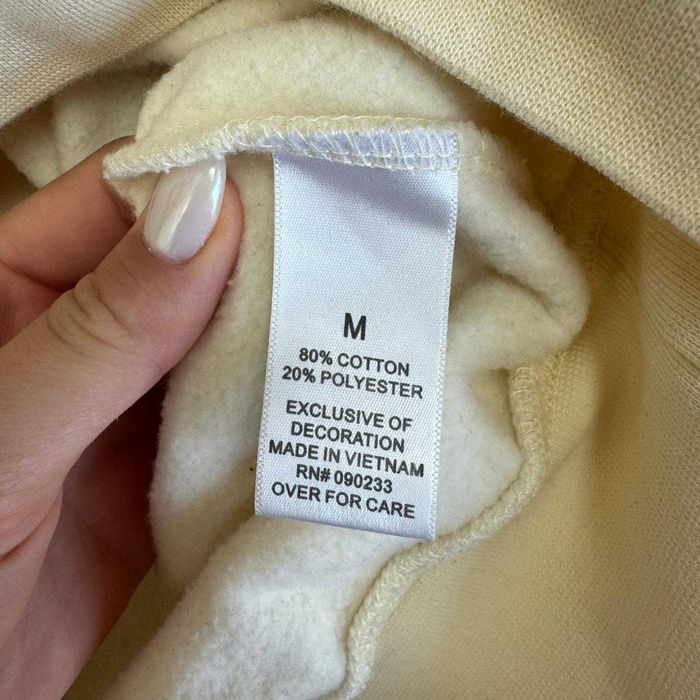 M
80% COTTON
20% POLYESTER
EXCLUSIVE OF
DECORATION
MADE IN VIETNAM
RN# 090233
OVER FOR CARE